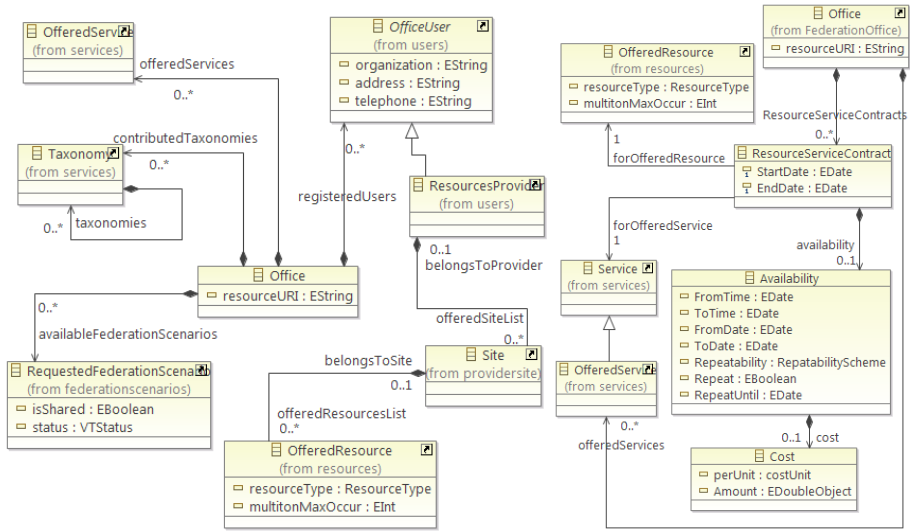 OfferedService
(from services)
offeredServices
0..*
Taxonomy
(from services)
contributedTaxonomies
0..*
taxonomies
0..*
OfficeUser
(from users)
organization : EString
address : EString
telephone : EString
0..*
registeredUsers
ResourcesProvider
(from users)
0..1
belongsToProvider
Office
resourceURI : EString
0..*
availableFederationScenarios
RequestedFederationScenario
(from federationscenarios)
isShared : EBoolean
status : VTStatus
offeredSiteList
0..*
Site
(from providersite)
belongsToSite
0..1
offeredResourcesList
0..*
OfferedResource
(from resources)
resourceType : ResourceType
multitonMaxOccur : EInt
OfferedResource
(from resources)
resourceType : ResourceType
multitonMaxOccur : EInt
1
forOfferedResource
Office
(from FederationOffice)
resourceURI : EString
ResourceServiceContracts
0..*
ResourceServiceContract
StartDate : EDate
EndDate : EDate
forOfferedService
1
Service
(from services)
availability
0..1
Availability
FromTime : EDate
ToTime : EDate
FromDate : EDate
ToDate : EDate
Repeatability : RepatabilityScheme
Repeat : EBoolean
RepeatUntil : EDate
OfferedService
(from services)
0..*
offeredServices
0..1 cost
Cost
perUnit : costUnit
Amount : EDoubleObject